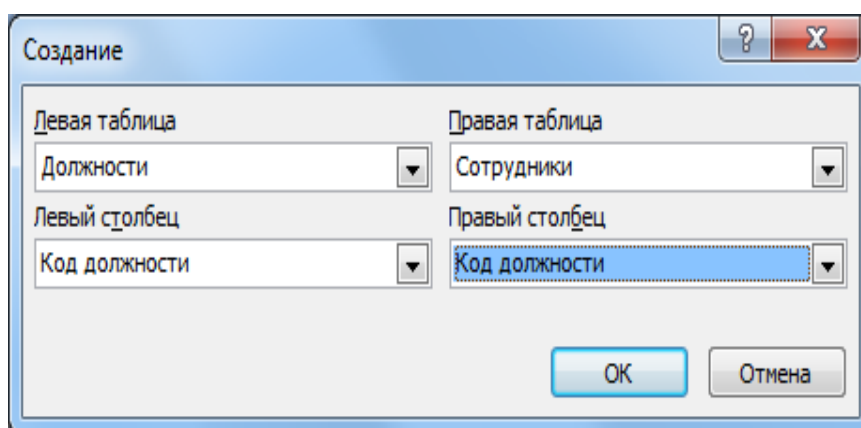 Создание
Левая таблица Правая таблица
Должности Сотрудники
Левый столбец Правый столбец
Код должности Код должности
ОК Отмена